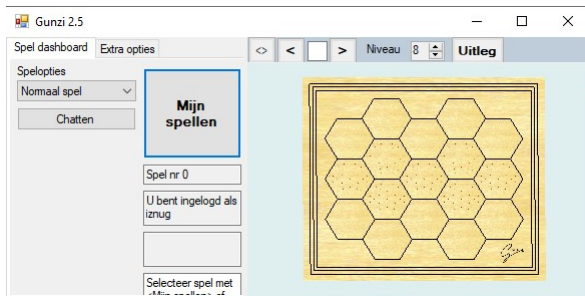 Gunzi 2.5
Spel dashboard Extra opties
<> < > Niveau 8 Uitleg
Spelopties
Normaal spel
Chatten
Mijn
spellen
Spel nr 0
U bent ingelogd als
iznug
Selecteer spel met
<Mijn spellen> of